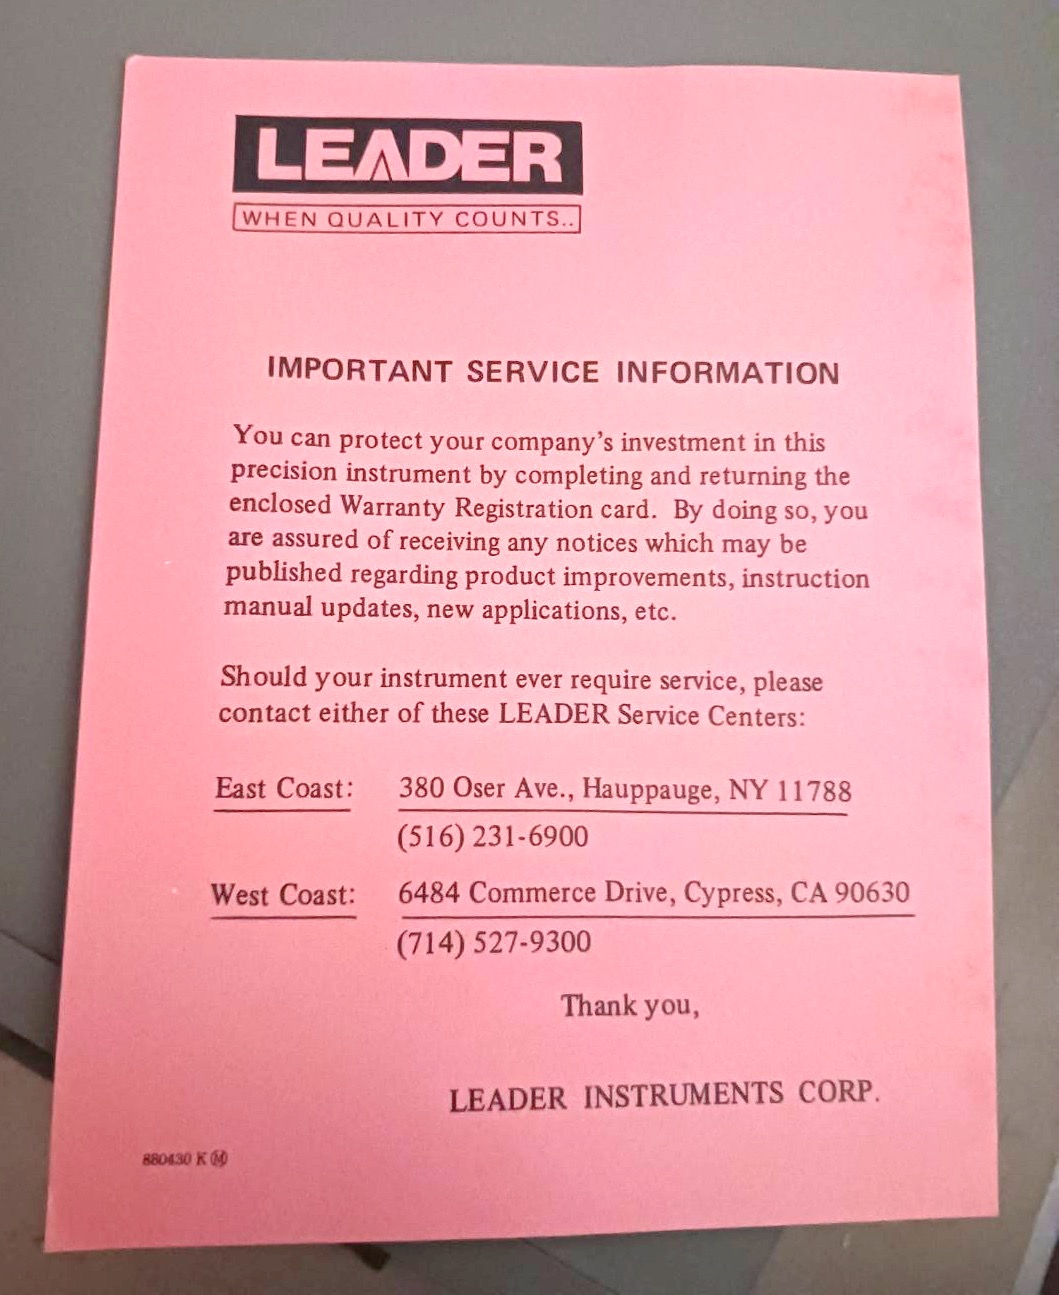 LEADER
WHEN QUALITY COUNTS..
IMPORTANT SERVICE INFORMATION
You can protect your company's investment in this
precision instrument by completing and returning the
enclosed Warranty Registration card. By doing so, you
are assured of receiving any notices which may be
published regarding product improvements, instruction
manual updates, new applications, etc.
Should your instrument ever require service, please
contact either of these LEADER Service Centers:
East Coast: 380 Oser Ave., Hauppauge, NY 11788
(516) 231-6900
West Coast: 6484 Commerce Drive, Cypress, CA 90630
(714) 527-9300
Thank you,
LEADER INSTRUMENTS CORP.
880430 K Ⓜ